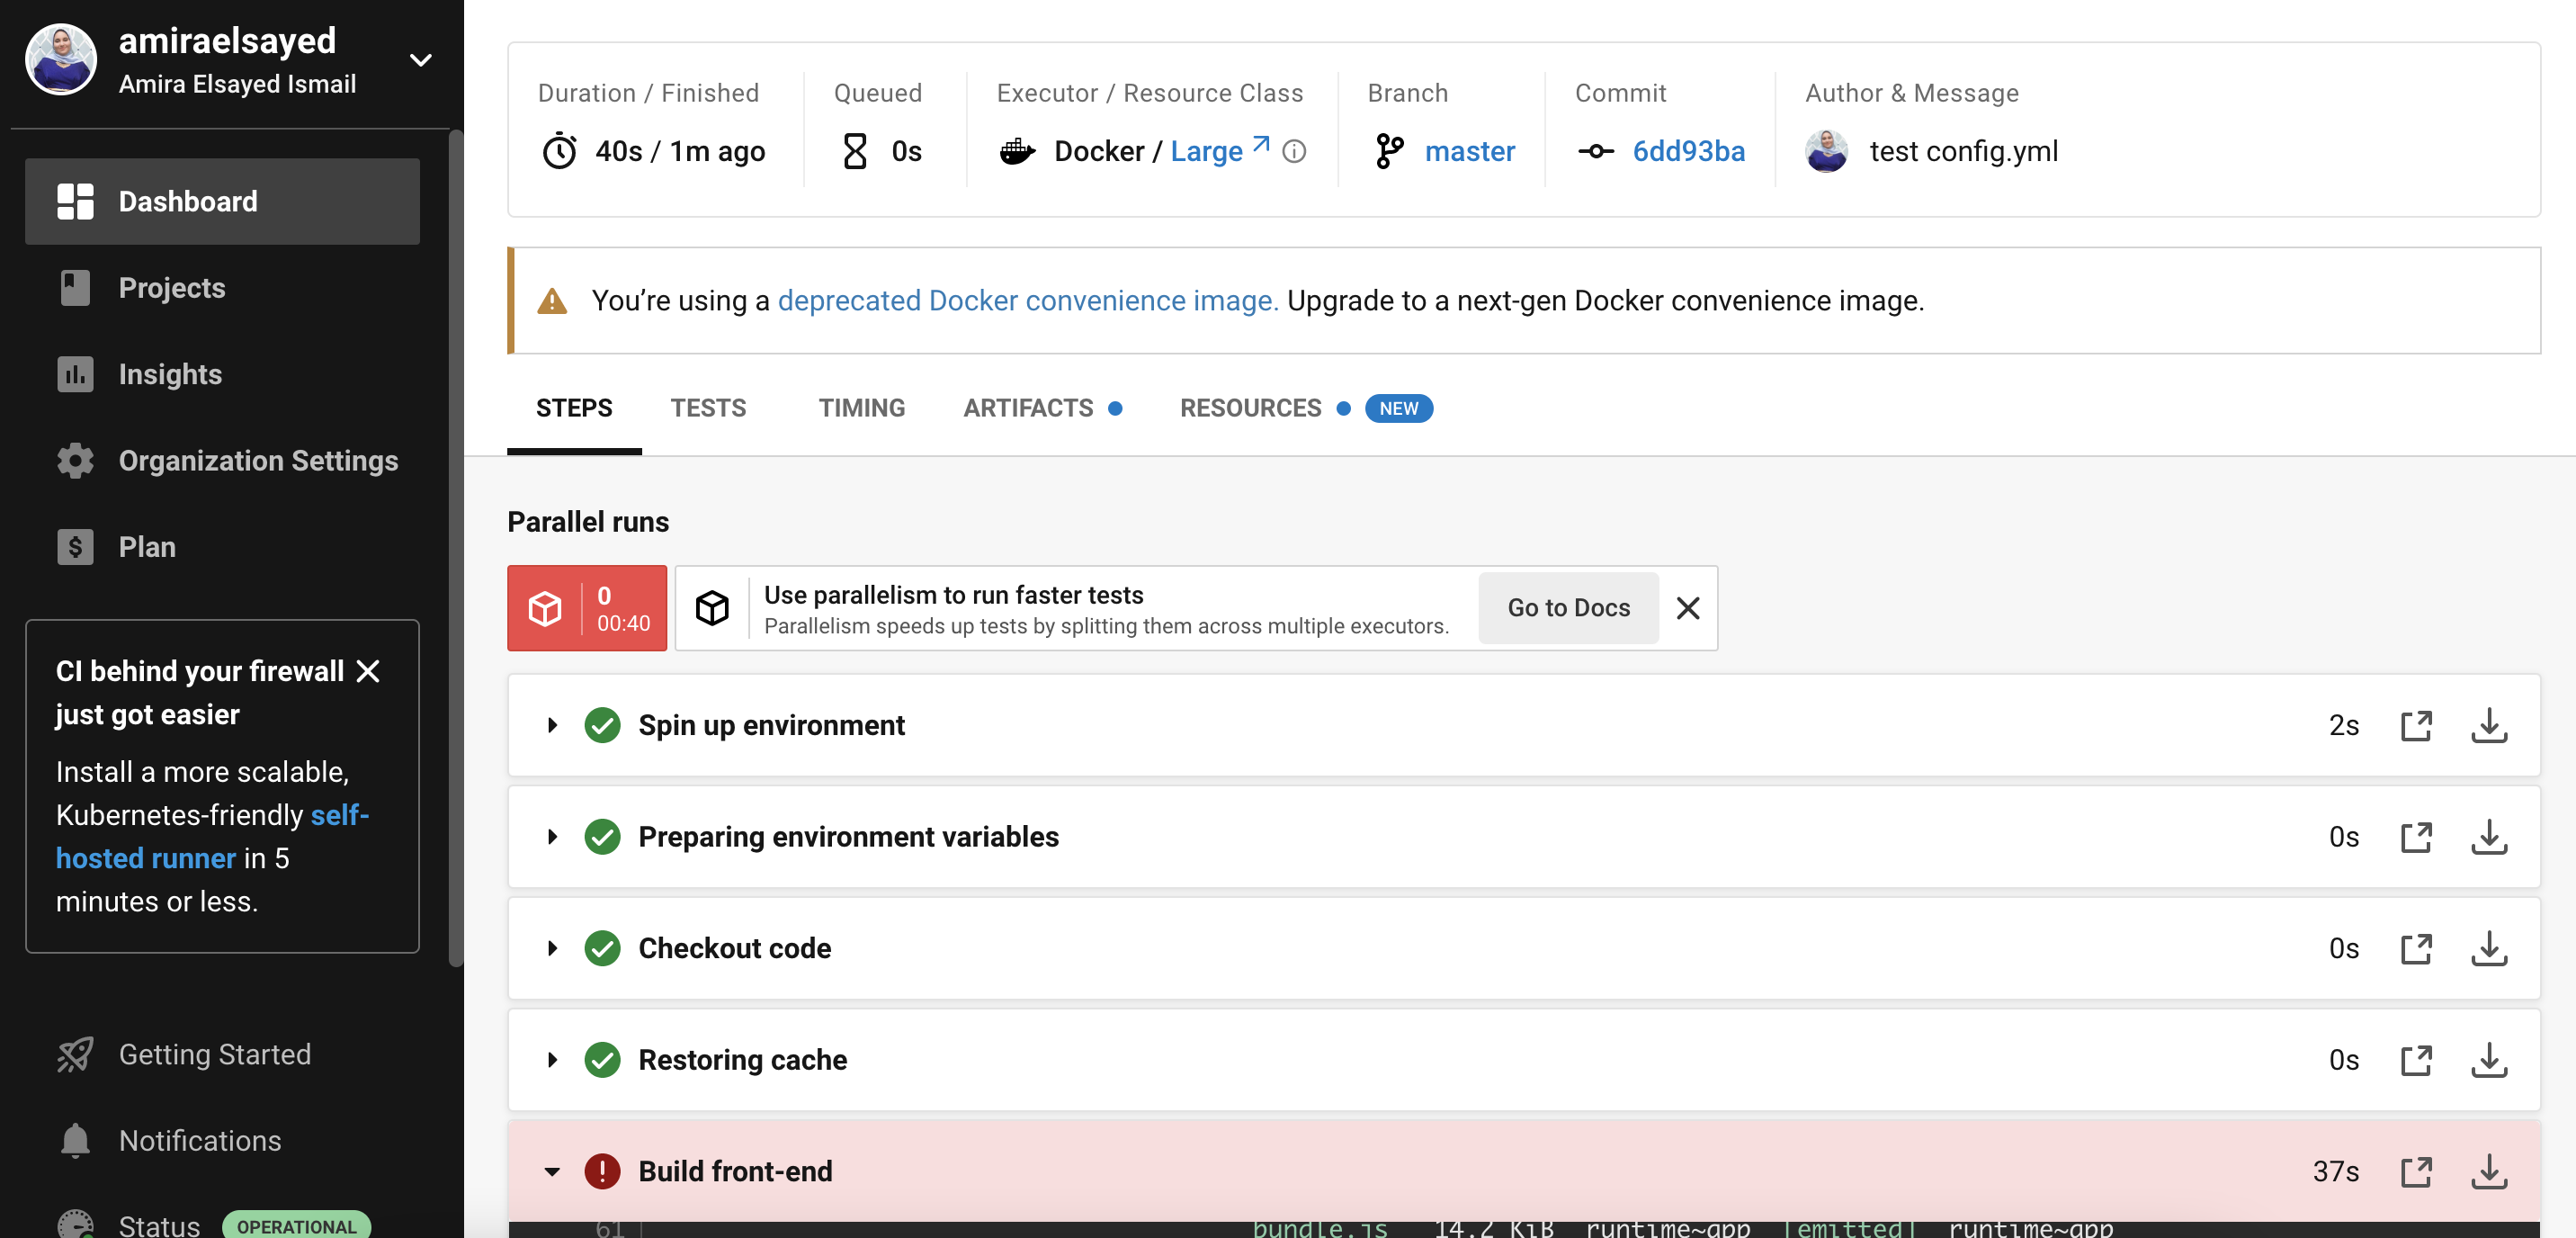 amiraelsayed
Amira Elsayed Ismail
Dashboard
Projects
Insights
Organization Settings
Plan
CI behind your firewall
just got easier
Install a more scalable,
Kubernetes-friendly self-
hosted runner in 5
minutes or less.
Getting Started
Notifications
Status OPERATIONAL
Duration / Finished
40s / 1m ago
Queued
0s
Executor / Resource Class
Docker / Large
Branch
master
Commit
6dd93ba
Author & Message
test config.yml
You’re using a deprecated Docker convenience image. Upgrade to a next-gen Docker convenience image.
STEPS TESTS TIMING ARTIFACTS RESOURCES NEW
Parallel runs
0
00:40
Use parallelism to run faster tests
Parallelism speeds up tests by splitting them across multiple executors.
Go to Docs
Spin up environment 2s
Preparing environment variables 0s
Checkout code 0s
Restoring cache 0s
Build front-end 37s
61 bundle.js 14.2 KiB runtime~app [emitted] runtime~app